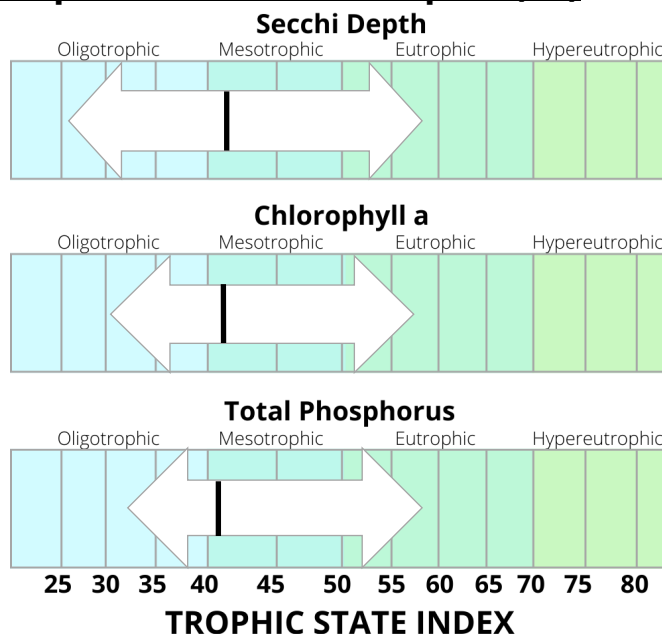 Secchi Depth
Oligotrophic Mesotrophic Eutrophic Hypereutrophic
Chlorophyll a
Oligotrophic Mesotrophic Eutrophic Hypereutrophic
Total Phosphorus
Oligotrophic Mesotrophic Eutrophic Hypereutrophic
25 30 35 40 45 50 55 60 65 70 75 80
TROPHIC STATE INDEX